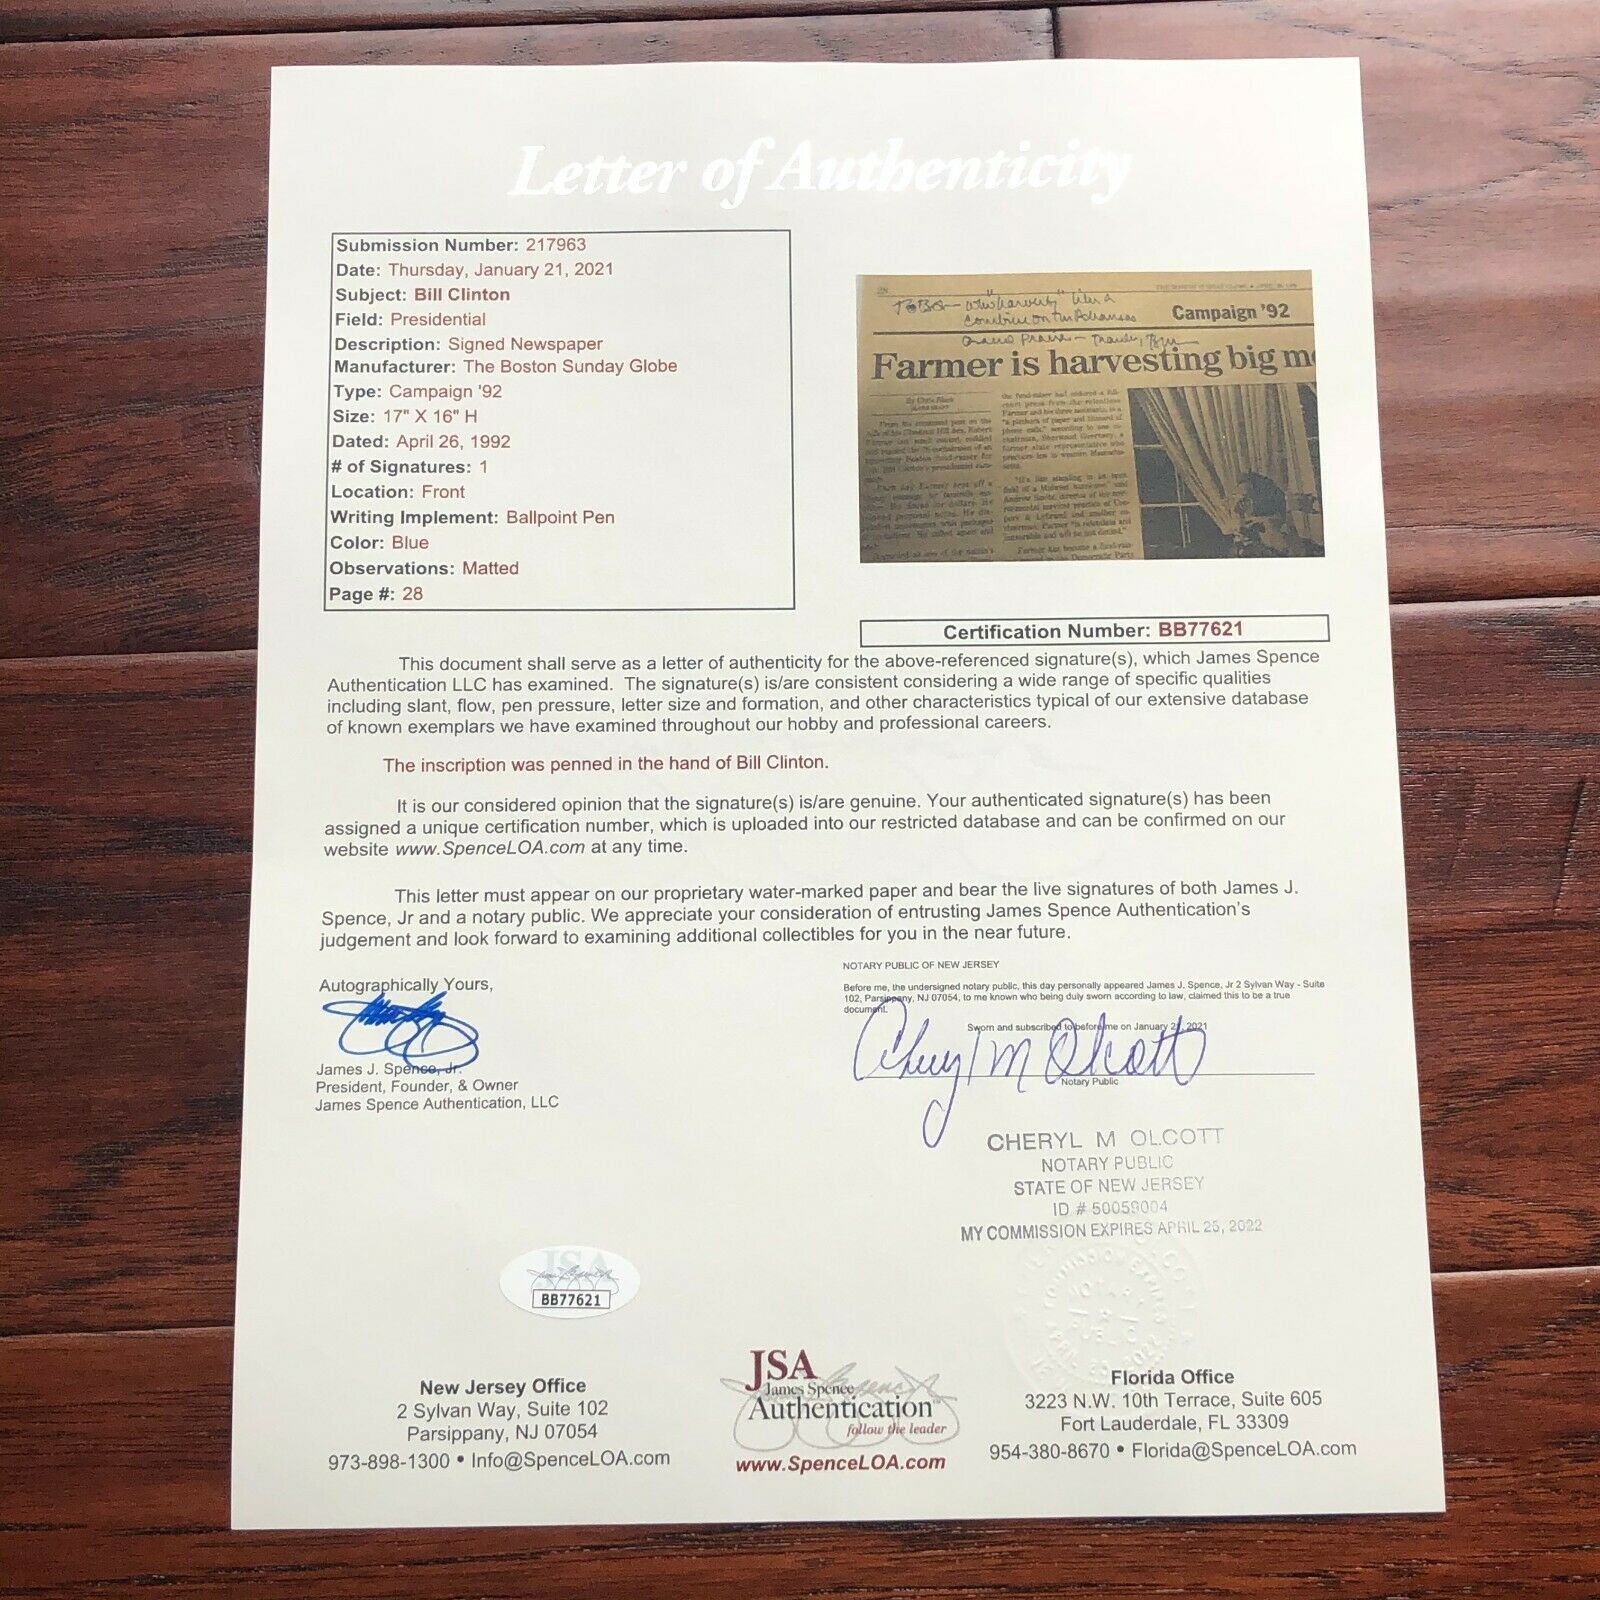 Letter of Authenticity
Submission Number: 217963
Date: Thursday, January 21, 2021
Subject: Bill Clinton
Field: Presidential
Description: Signed Newspaper
Manufacturer: The Boston Sunday Globe
Type: Campaign '92
Size: 17" X 16" H
Dated: April 26, 1992
# of Signatures: 1
Location: Front
Writing Implement: Ballpoint Pen
Color: Blue
Observations: Matted
Page #: 28
28
To Bob — who "harvests" like a
combine on the Arkansas
Grand Prairie — Thanks, Bill
Campaign '92
Farmer is harvesting big m
Certification Number: BB77621
This document shall serve as a letter of authenticity for the above-referenced signature(s), which James Spence
Authentication LLC has examined. The signature(s) is/are consistent considering a wide range of specific qualities
including slant, flow, pen pressure, letter size and formation, and other characteristics typical of our extensive database
of known exemplars we have examined throughout our hobby and professional careers.
The inscription was penned in the hand of Bill Clinton.
It is our considered opinion that the signature(s) is/are genuine. Your authenticated signature(s) has been
assigned a unique certification number, which is uploaded into our restricted database and can be confirmed on our
website www.SpenceLOA.com at any time.
This letter must appear on our proprietary water-marked paper and bear the live signatures of both James J.
Spence, Jr and a notary public. We appreciate your consideration of entrusting James Spence Authentication's
judgement and look forward to examining additional collectibles for you in the near future.
Autographically Yours,
James J. Spence, Jr.
President, Founder, & Owner
James Spence Authentication, LLC
NOTARY PUBLIC OF NEW JERSEY
Before me, the undersigned notary public, this day personally appeared James J. Spence, Jr 2 Sylvan Way - Suite
102, Parsippany, NJ 07054, to me known who being duly sworn according to law, claimed this to be a true
document.
Sworn and subscribed to before me on January 21, 2021
Cheryl M Olcott
Notary Public
CHERYL M OLCOTT
NOTARY PUBLIC
STATE OF NEW JERSEY
ID # 50059004
MY COMMISSION EXPIRES APRIL 25, 2022
JSA
BB77621
New Jersey Office
2 Sylvan Way, Suite 102
Parsippany, NJ 07054
973-898-1300 • Info@SpenceLOA.com
JSA
James Spence
Authentication
follow the leader
www.SpenceLOA.com
Florida Office
3223 N.W. 10th Terrace, Suite 605
Fort Lauderdale, FL 33309
954-380-8670 • Florida@SpenceLOA.com